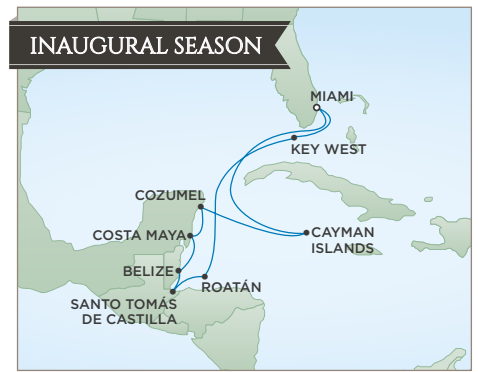 INAUGURAL SEASON
MIAMI
KEY WEST
COZUMEL
COSTA MAYA
CAYMAN
ISLANDS
BELIZE
ROATÁN
SANTO TOMÁS
DE CASTILLA